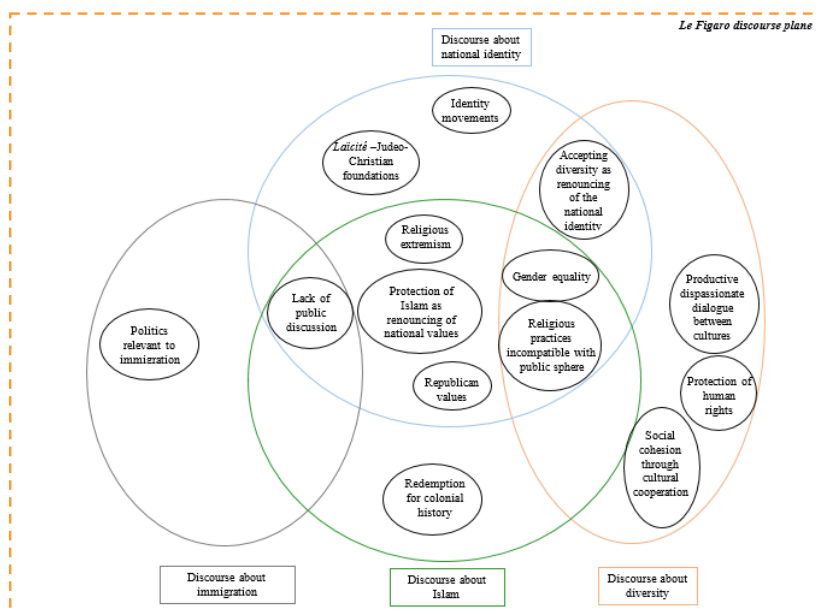 Le Figaro discourse plane
Discourse about
national identity
Identity
movements
Laïcité –Judeo-
Christian
foundations
Accepting
diversity as
renouncing
of the
national
identity
Religious
extremism
Gender equality
Productive
dispassionate
dialogue
between
cultures
Lack of
public
discussion
Protection of
Islam as
renouncing of
national values
Politics
relevant to
immigration
Religious
practices
incompatible with
public sphere
Republican
values
Protection of
human
rights
Social
cohesion
through
cultural
cooperation
Redemption
for colonial
history
Discourse about
immigration
Discourse about
Islam
Discourse about
diversity